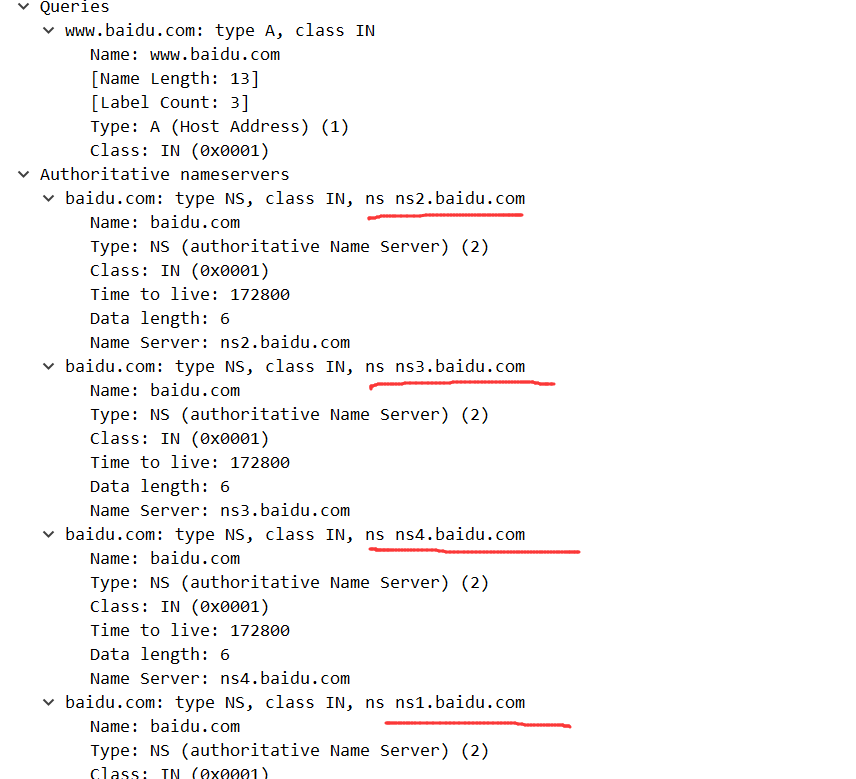 Queries
www.baidu.com: type A, class IN
Name: www.baidu.com
[Name Length: 13]
[Label Count: 3]
Type: A (Host Address) (1)
Class: IN (0x0001)
Authoritative nameservers
baidu.com: type NS, class IN, ns ns2.baidu.com
Name: baidu.com
Type: NS (authoritative Name Server) (2)
Class: IN (0x0001)
Time to live: 172800
Data length: 6
Name Server: ns2.baidu.com
baidu.com: type NS, class IN, ns ns3.baidu.com
Name: baidu.com
Type: NS (authoritative Name Server) (2)
Class: IN (0x0001)
Time to live: 172800
Data length: 6
Name Server: ns3.baidu.com
baidu.com: type NS, class IN, ns ns4.baidu.com
Name: baidu.com
Type: NS (authoritative Name Server) (2)
Class: IN (0x0001)
Time to live: 172800
Data length: 6
Name Server: ns4.baidu.com
baidu.com: type NS, class IN, ns ns1.baidu.com
Name: baidu.com
Type: NS (authoritative Name Server) (2)
Class: IN (0x0001)